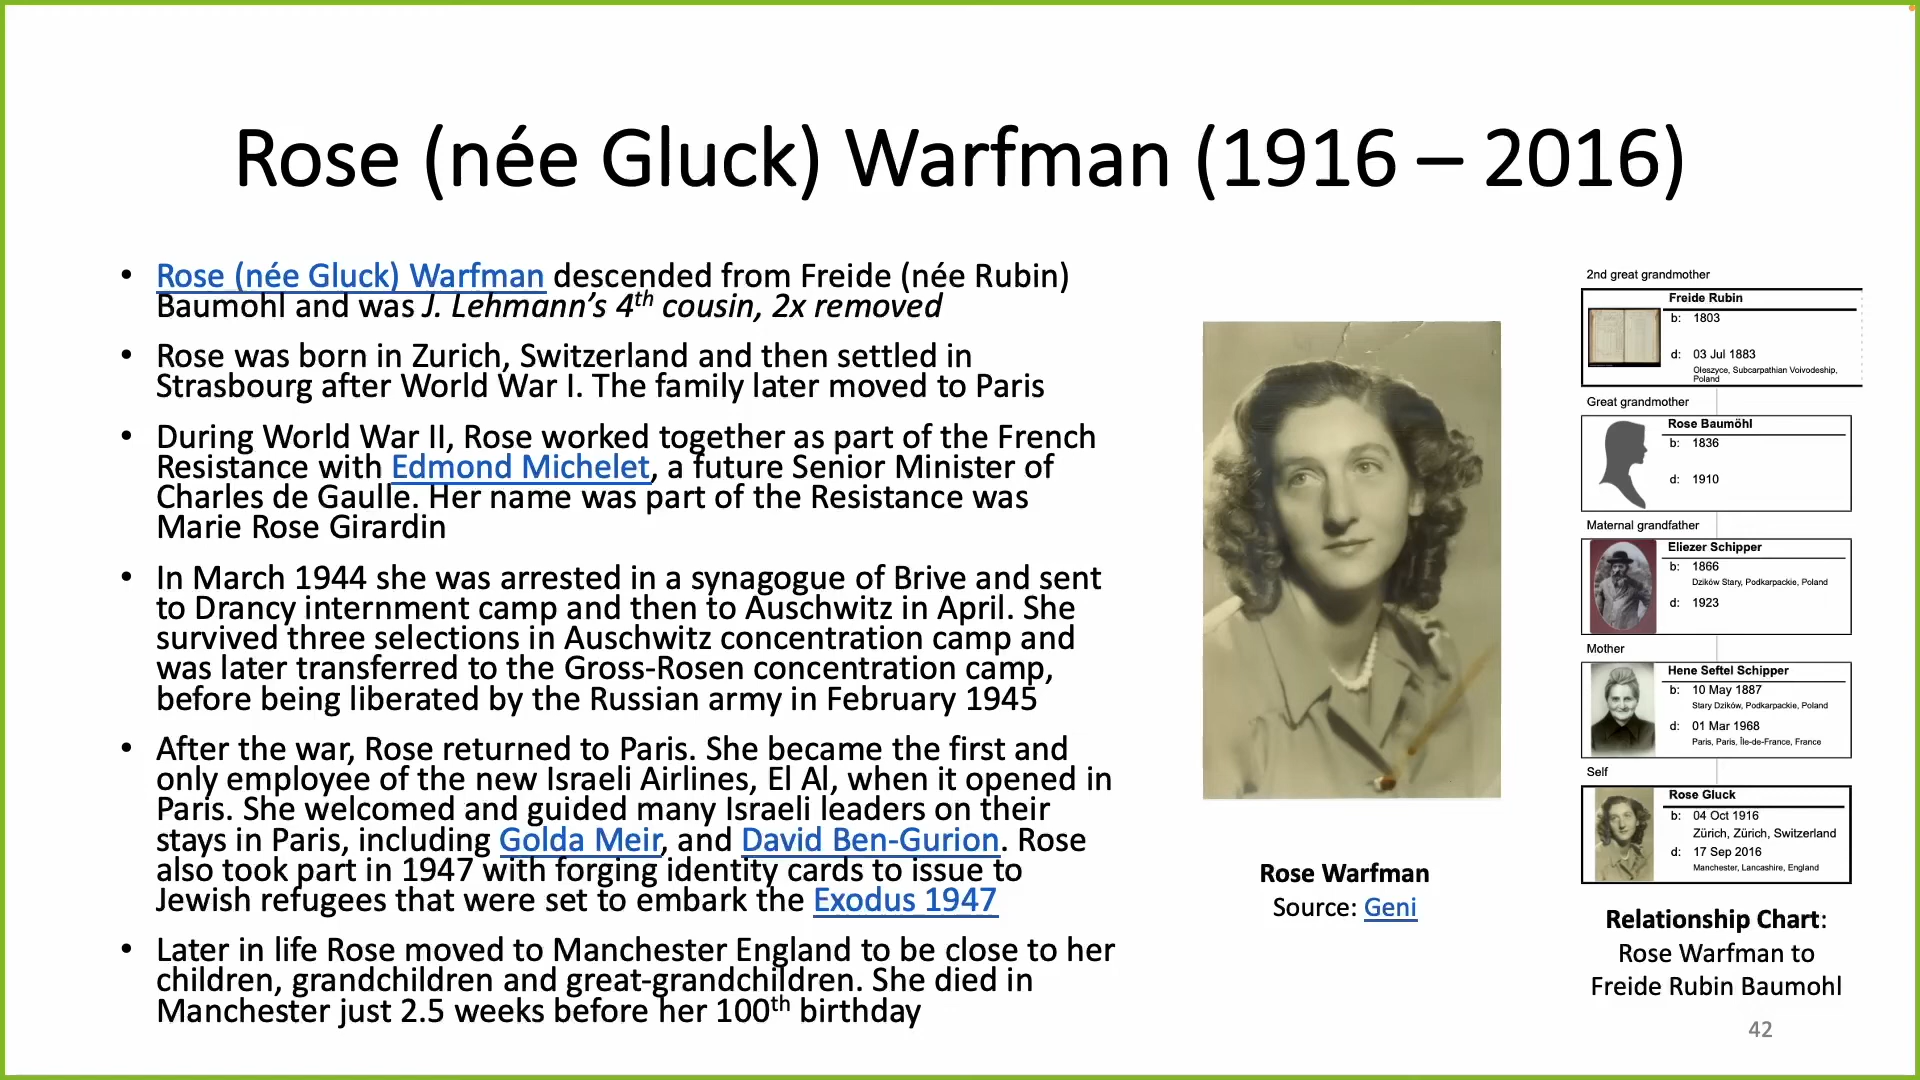 Rose (née Gluck) Warfman (1916 – 2016)
• Rose (née Gluck) Warfman descended from Freide (née Rubin)
Baumohl and was J. Lehmann’s 4th cousin, 2x removed
• Rose was born in Zurich, Switzerland and then settled in
Strasbourg after World War I. The family later moved to Paris
• During World War II, Rose worked together as part of the French
Resistance with Edmond Michelet, a future Senior Minister of
Charles de Gaulle. Her name was part of the Resistance was
Marie Rose Girardin
• In March 1944 she was arrested in a synagogue of Brive and sent
to Drancy internment camp and then to Auschwitz in April. She
survived three selections in Auschwitz concentration camp and
was later transferred to the Gross-Rosen concentration camp,
before being liberated by the Russian army in February 1945
• After the war, Rose returned to Paris. She became the first and
only employee of the new Israeli Airlines, El Al, when it opened in
Paris. She welcomed and guided many Israeli leaders on their
stays in Paris, including Golda Meir, and David Ben-Gurion. Rose
also took part in 1947 with forging identity cards to issue to
Jewish refugees that were set to embark the Exodus 1947
• Later in life Rose moved to Manchester England to be close to her
children, grandchildren and great-grandchildren. She died in
Manchester just 2.5 weeks before her 100th birthday
Rose Warfman
Source: Geni
2nd great grandmother
Freide Rubin
b: 1803
d: 03 Jul 1883
Oleszyce, Subcarpathian Voivodeship,
Poland
Great grandmother
Rose Baumöhl
b: 1836
d: 1910
Maternal grandfather
Eliezer Schipper
b: 1866
Dzików Stary, Podkarpackie, Poland
d: 1923
Mother
Hene Seftel Schipper
b: 10 May 1887
Stary Dzików, Podkarpackie, Poland
d: 01 Mar 1968
Paris, Paris, Île-de-France, France
Self
Rose Gluck
b: 04 Oct 1916
Zürich, Zürich, Switzerland
d: 17 Sep 2016
Manchester, Lancashire, England
Relationship Chart:
Rose Warfman to
Freide Rubin Baumohl
42